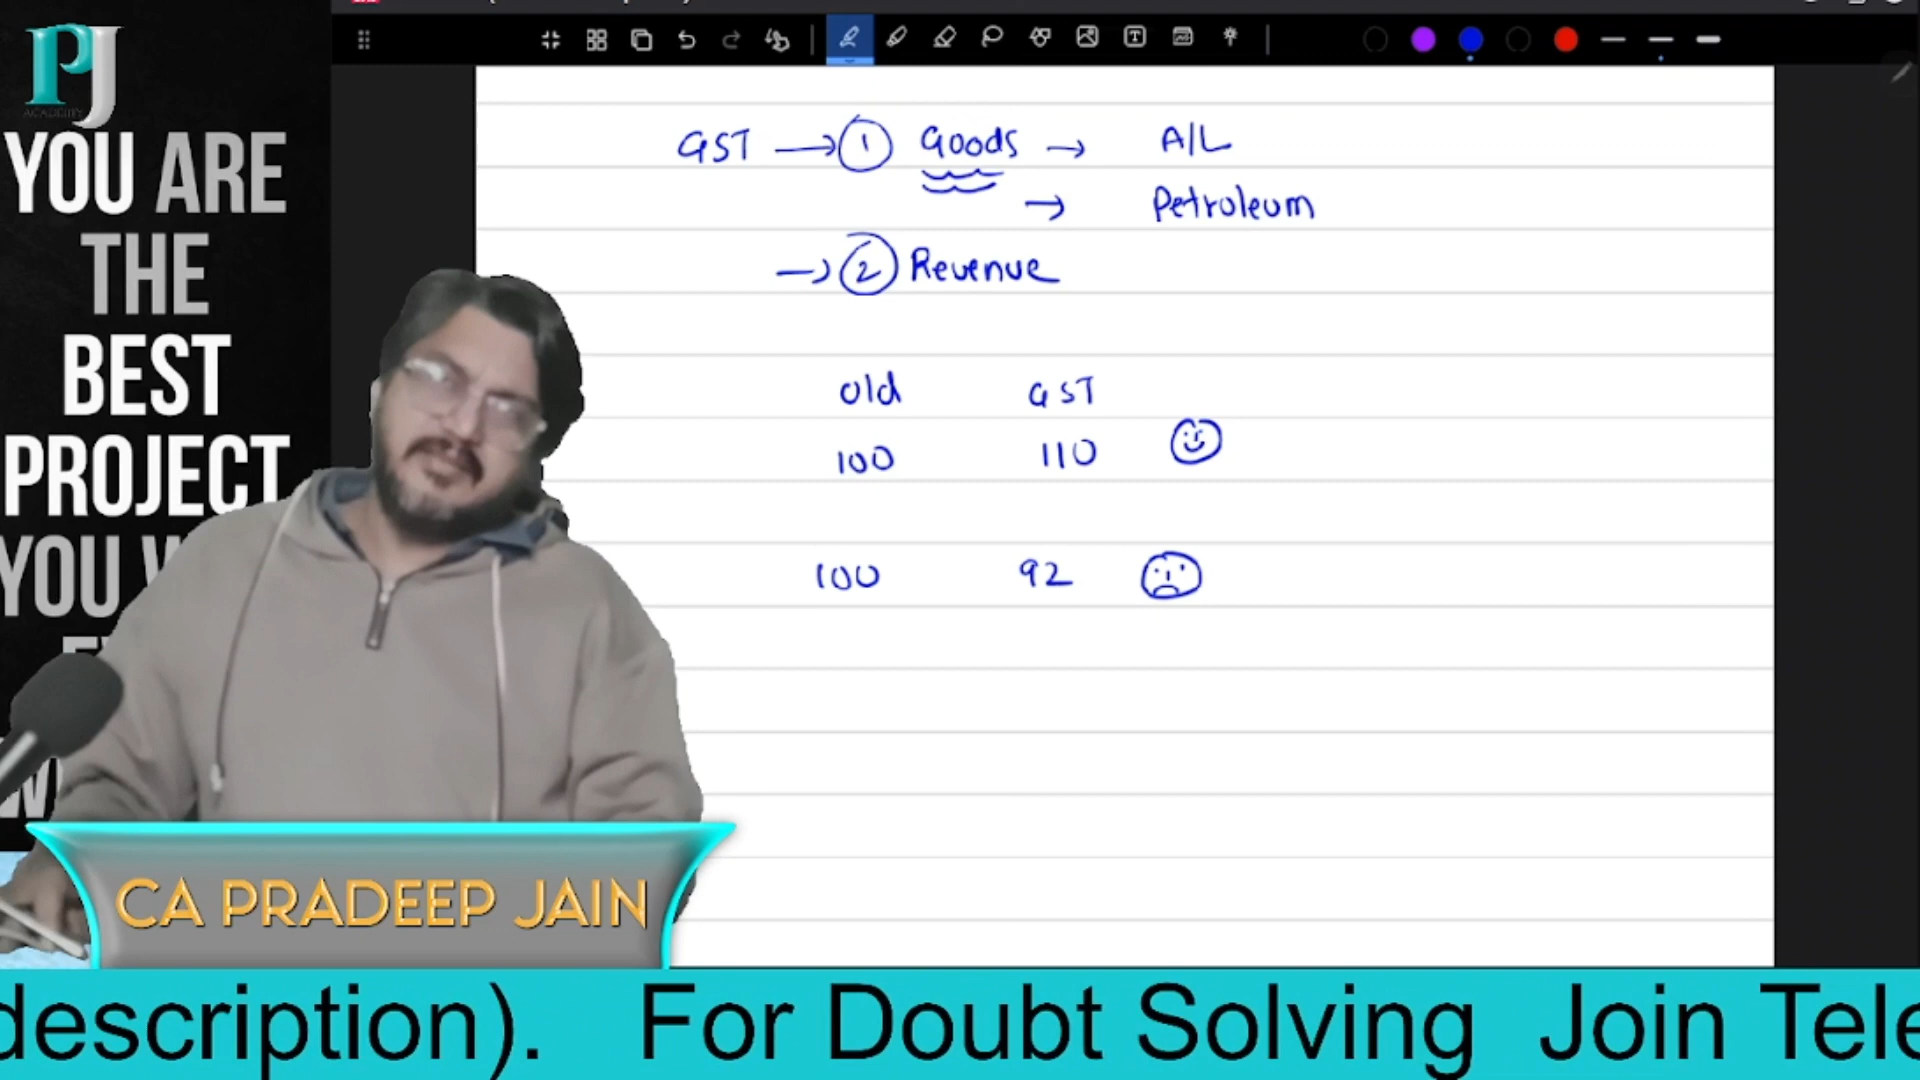 PJ
ACADEMY
YOU ARE
THE
BEST
PROJECT
YOU
GST → ① Goods → A/L
→ Petroleum
→ ② Revenue
Old GST
100 110
100 92
CA PRADEEP JAIN
description). For Doubt Solving Join Tele